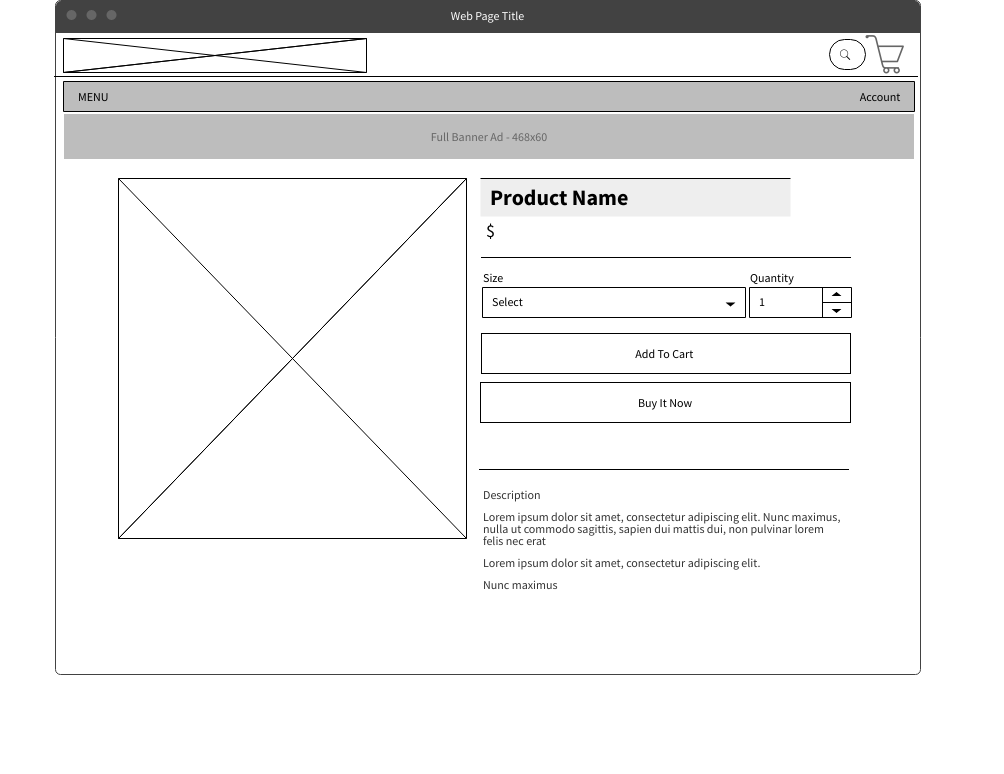 Web Page Title
MENU
Account
Full Banner Ad - 468x60
Product Name
$
Size
Quantity
Select
1
Add To Cart
Buy It Now
Description
Lorem ipsum dolor sit amet, consectetur adipiscing elit. Nunc maximus,
nulla ut commodo sagittis, sapien dui mattis dui, non pulvinar lorem
felis nec erat
Lorem ipsum dolor sit amet, consectetur adipiscing elit.
Nunc maximus